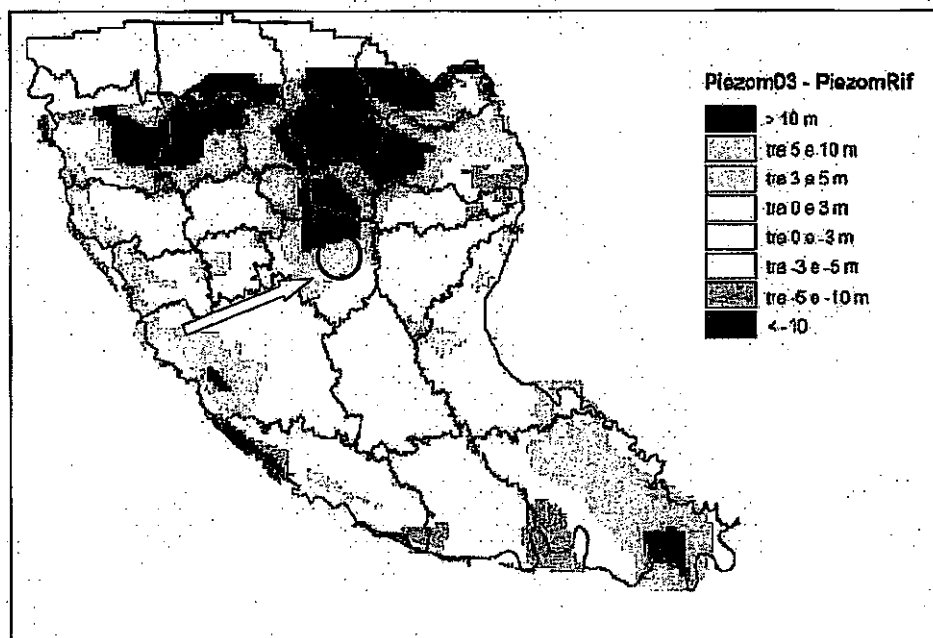 Piezom03 - PiezomRif
> 10 m
tra 5 e 10 m
tra 3 e 5 m
tra 0 e 3 m
tra 0 e -3 m
tra -3 e -5 m
tra -5 e -10 m
<-10